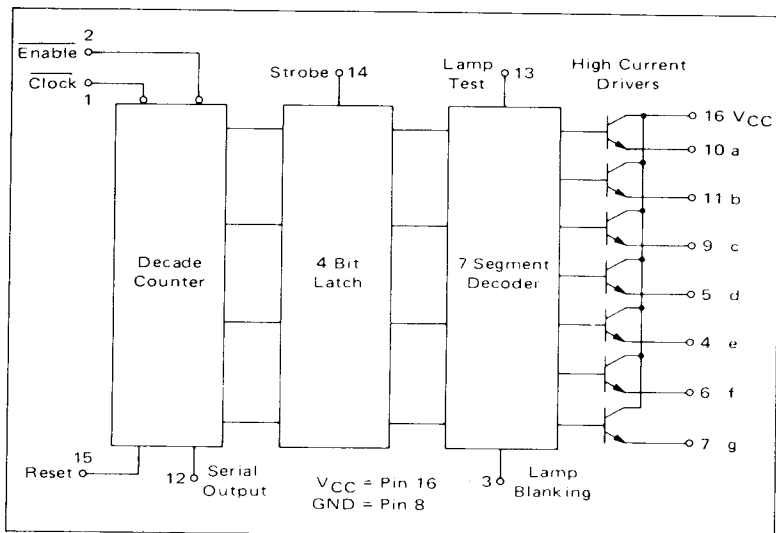 2
Enable
Clock
1
Strobe 14
Lamp
Test 13
High Current
Drivers
16 VCC
10 a
11 b
9 c
5 d
4 e
6 f
7 g
Decade
Counter
4 Bit
Latch
7 Segment
Decoder
15
Reset
12 Serial
Output
VCC = Pin 16
GND = Pin 8
3 Lamp
Blanking